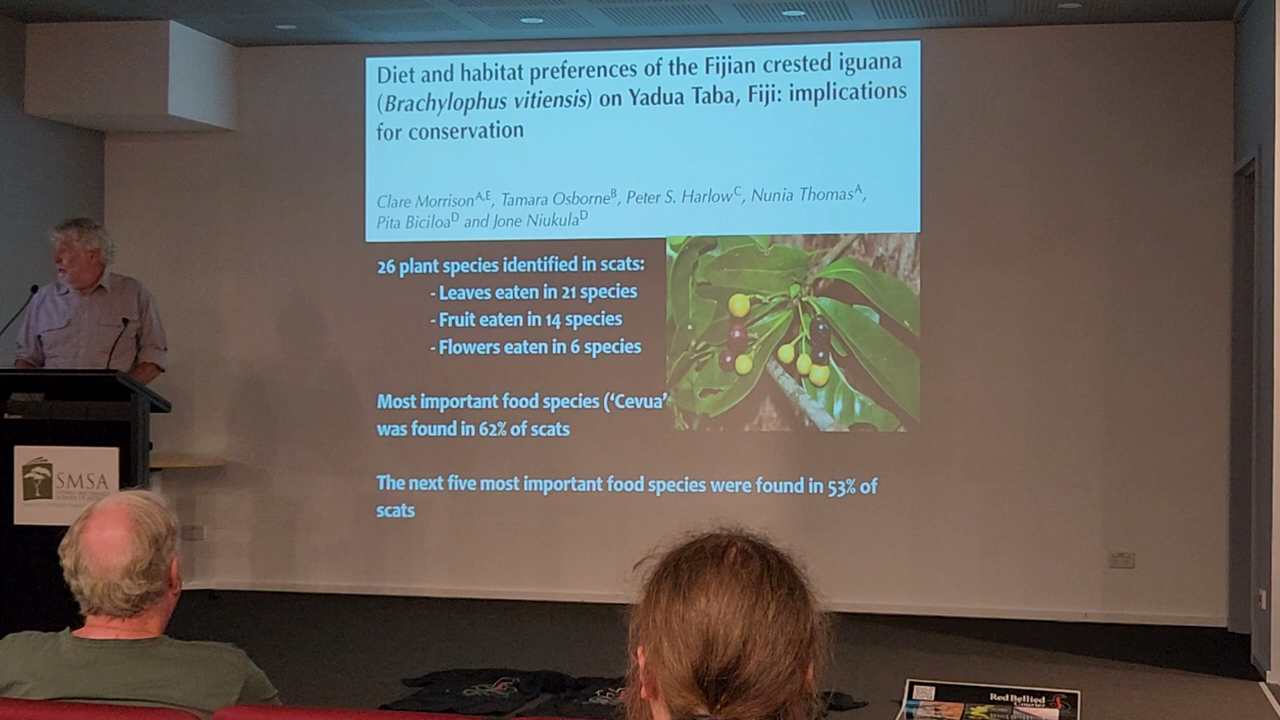 Diet and habitat preferences of the Fijian crested iguana
(Brachylophus vitiensis) on Yadua Taba, Fiji: implications
for conservation
Clare MorrisonA,E, Tamara OsborneB, Peter S. HarlowC, Nunia ThomasA,
Pita BiciloaD and Jone NiukulaD
26 plant species identified in scats:
- Leaves eaten in 21 species
- Fruit eaten in 14 species
- Flowers eaten in 6 species
Most important food species (‘Cevua’
was found in 62% of scats
The next five most important food species were found in 53% of
scats
SMSA
Red Bellied
Courier